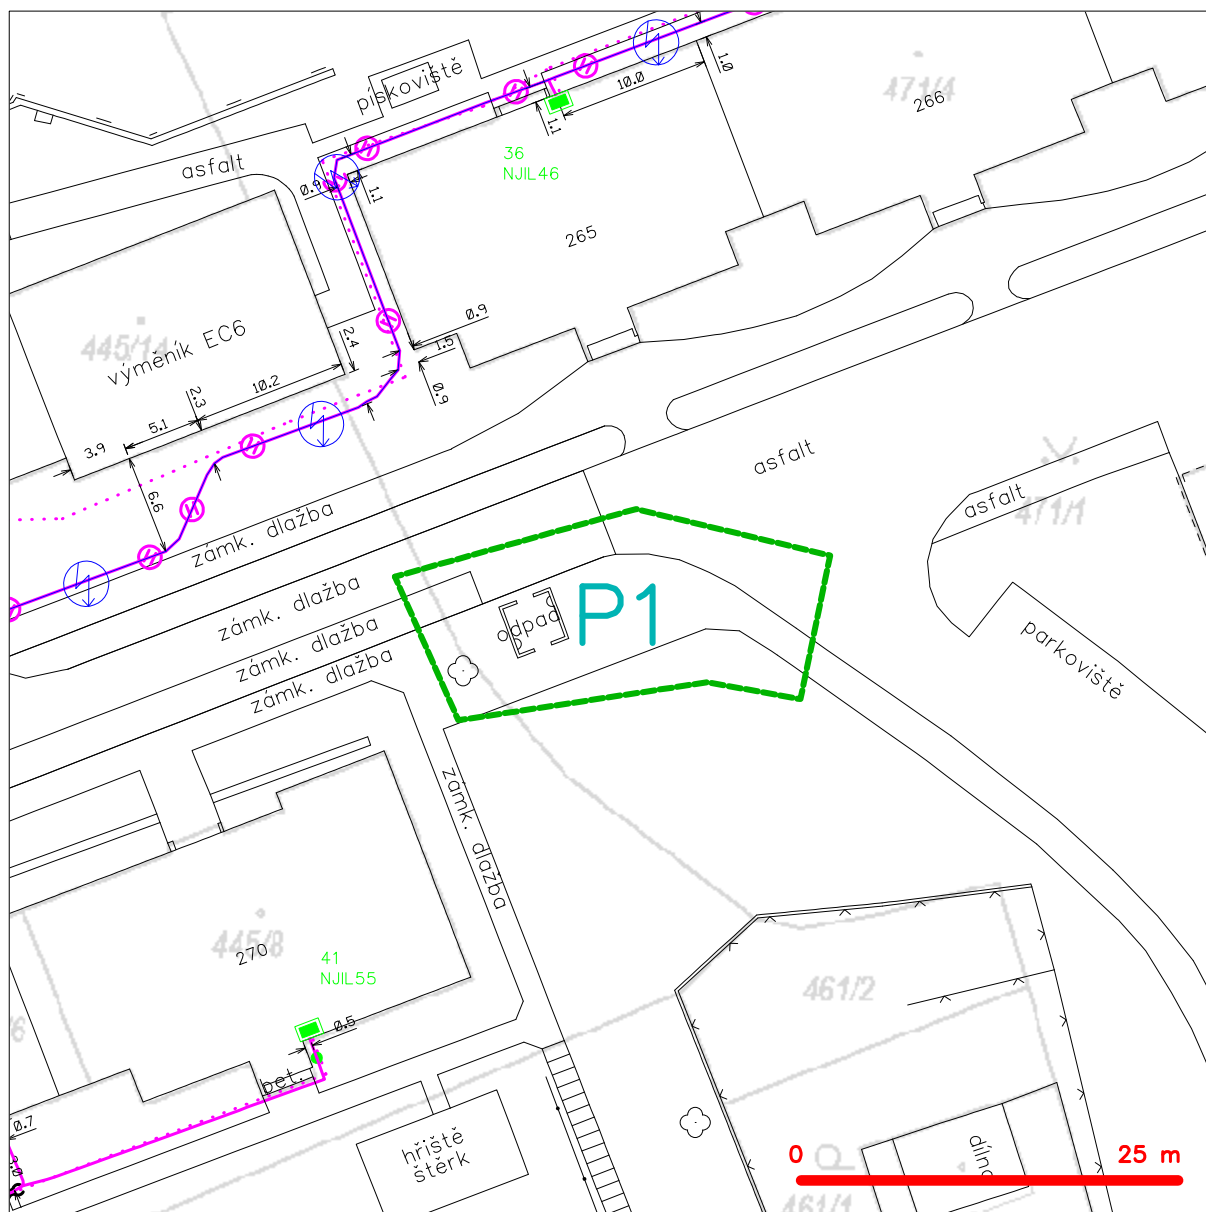 pískoviště
10.0
1.0
471/4
266
1.1
asfalt
36
NJIL46
0.9
1.1
265
445/14
výměník EC6
0.9
2.4
1.5
0.9
10.2
2.3
5.1
3.9
6.6
asfalt
asfalt
471/1
zámk. dlažba
zámk. dlažba
zámk. dlažba
zámk. dlažba
odpad
P1
parkoviště
zámk. dlažba
445/8
270
41
NJIL55
461/2
0.5
bet.
0.7
hřiště
štěrk
dílna
0
25 m
461/1